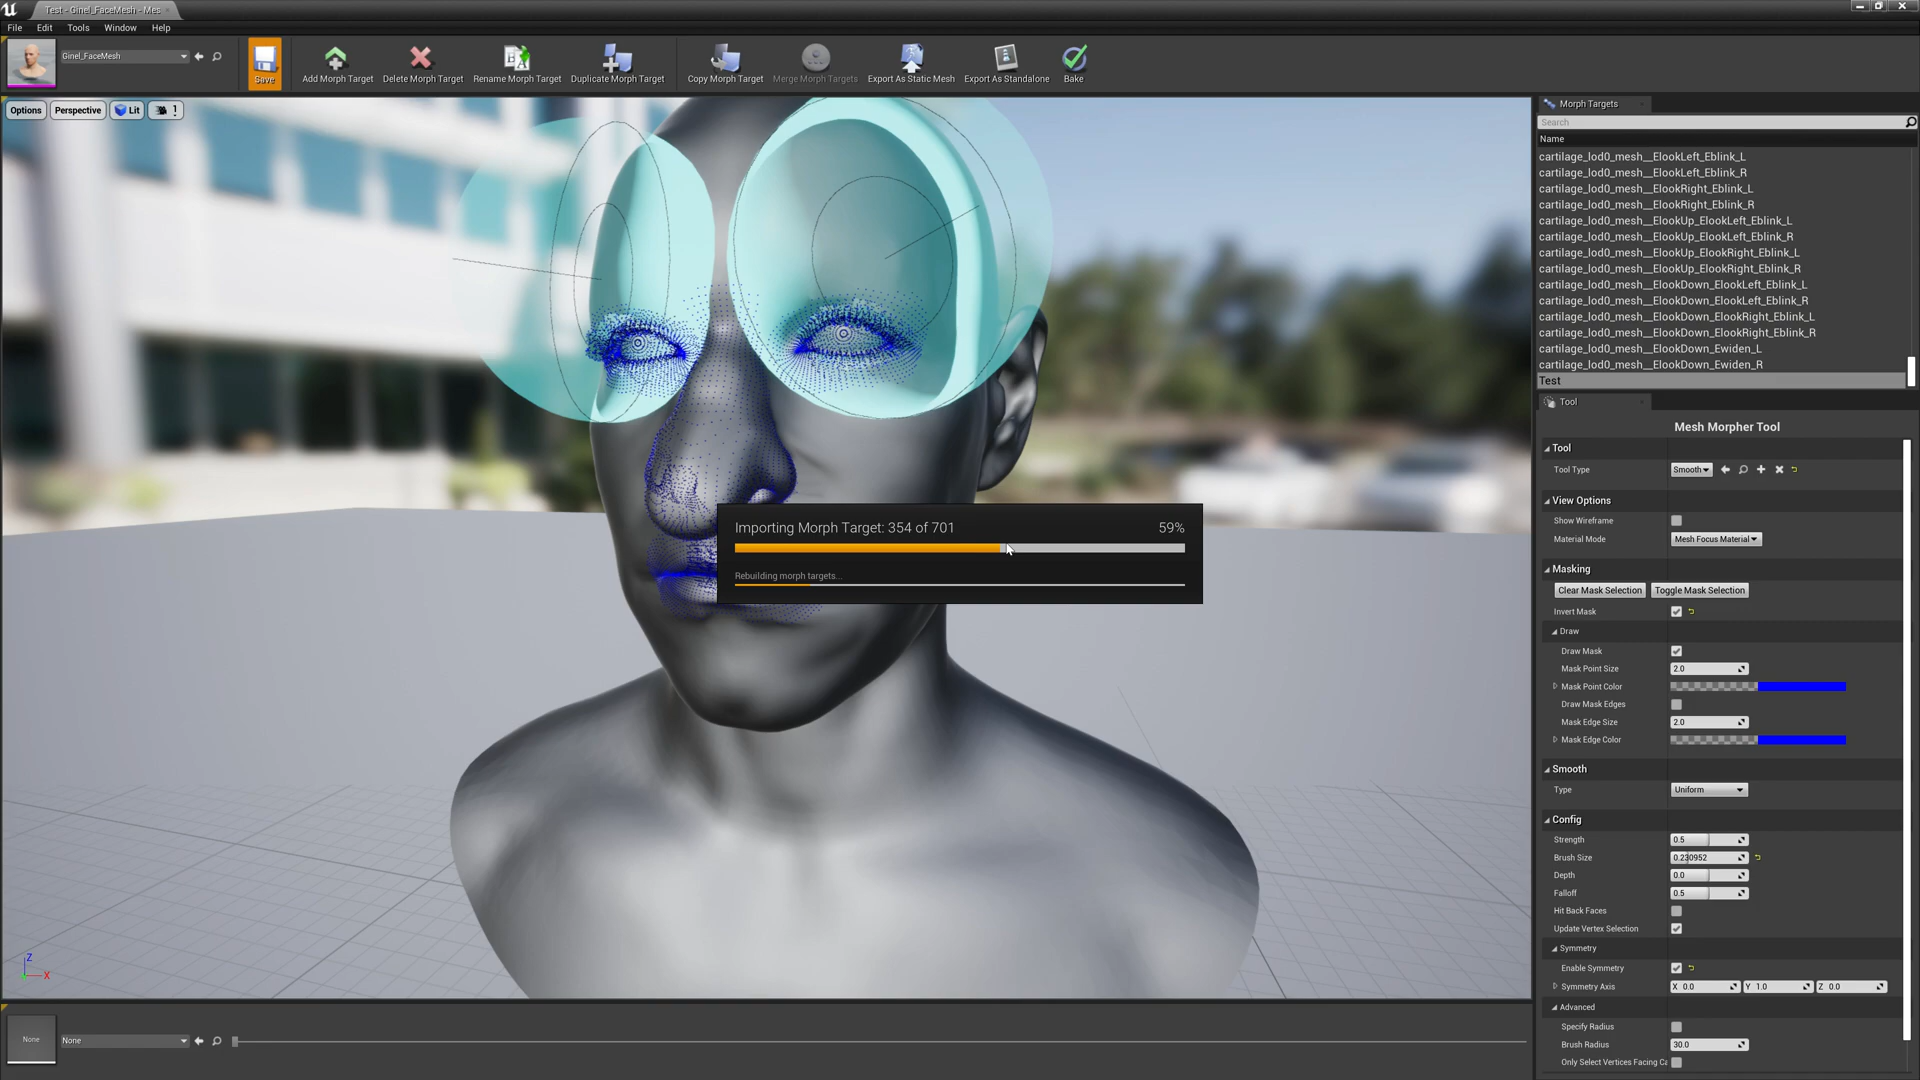 Test - Ginel_FaceMesh - Mes
File Edit Tools Window Help
Ginel_FaceMesh
Save
Add Morph Target
Delete Morph Target
Rename Morph Target
Duplicate Morph Target
Copy Morph Target
Merge Morph Targets
Export As Static Mesh
Export As Standalone
Bake
Options
Perspective
Lit
1
Morph Targets
Search
Name
cartilage_lod0_mesh__ElookLeft_Eblink_L
cartilage_lod0_mesh__ElookLeft_Eblink_R
cartilage_lod0_mesh__ElookRight_Eblink_L
cartilage_lod0_mesh__ElookRight_Eblink_R
cartilage_lod0_mesh__ElookUp_ElookLeft_Eblink_L
cartilage_lod0_mesh__ElookUp_ElookLeft_Eblink_R
cartilage_lod0_mesh__ElookUp_ElookRight_Eblink_L
cartilage_lod0_mesh__ElookUp_ElookRight_Eblink_R
cartilage_lod0_mesh__ElookDown_ElookLeft_Eblink_L
cartilage_lod0_mesh__ElookDown_ElookLeft_Eblink_R
cartilage_lod0_mesh__ElookDown_ElookRight_Eblink_L
cartilage_lod0_mesh__ElookDown_ElookRight_Eblink_R
cartilage_lod0_mesh__ElookDown_Ewiden_L
cartilage_lod0_mesh__ElookDown_Ewiden_R
Test
Importing Morph Target: 354 of 701 59%
Rebuilding morph targets...
Tool
Mesh Morpher Tool
Tool
Tool Type Smooth
View Options
Show Wireframe
Material Mode Mesh Focus Material
Masking
Clear Mask Selection Toggle Mask Selection
Invert Mask
Draw
Draw Mask
Mask Point Size 2.0
Mask Point Color
Draw Mask Edges
Mask Edge Size 2.0
Mask Edge Color
Smooth
Type Uniform
Config
Strength 0.5
Brush Size 0.230952
Depth 0.0
Falloff 0.5
Hit Back Faces
Update Vertex Selection
Symmetry
Enable Symmetry
Symmetry Axis X 0.0 Y 1.0 Z 0.0
Advanced
Specify Radius
Brush Radius 30.0
Only Select Vertices Facing Ca
Z
X
None
None